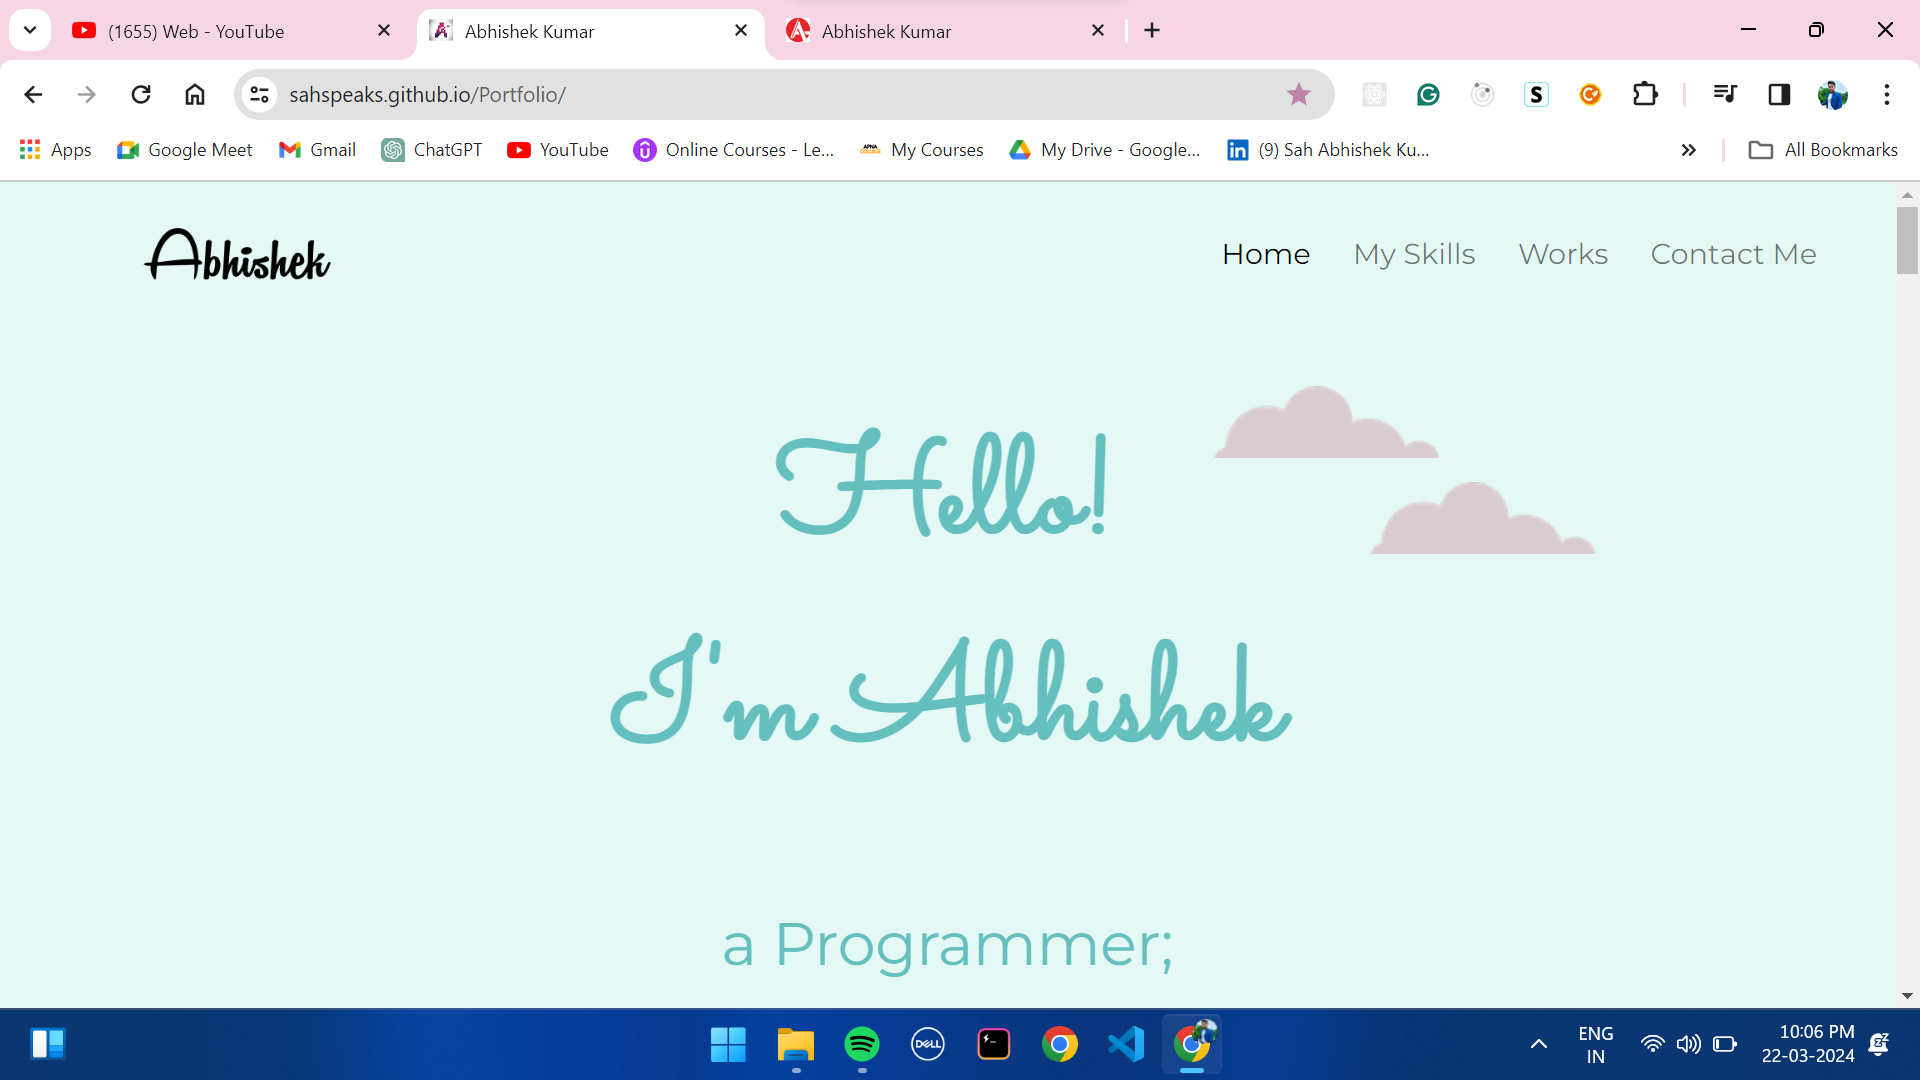 (1655) Web - YouTube
Abhishek Kumar
Abhishek Kumar
sahspeaks.github.io/Portfolio/
Apps
Google Meet
Gmail
ChatGPT
YouTube
Online Courses - Le...
My Courses
My Drive - Google...
(9) Sah Abhishek Ku...
All Bookmarks
Abhishek
Home
My Skills
Works
Contact Me
Hello!
I'm Abhishek
a Programmer;
DELL
ENG
IN
10:06 PM
22-03-2024